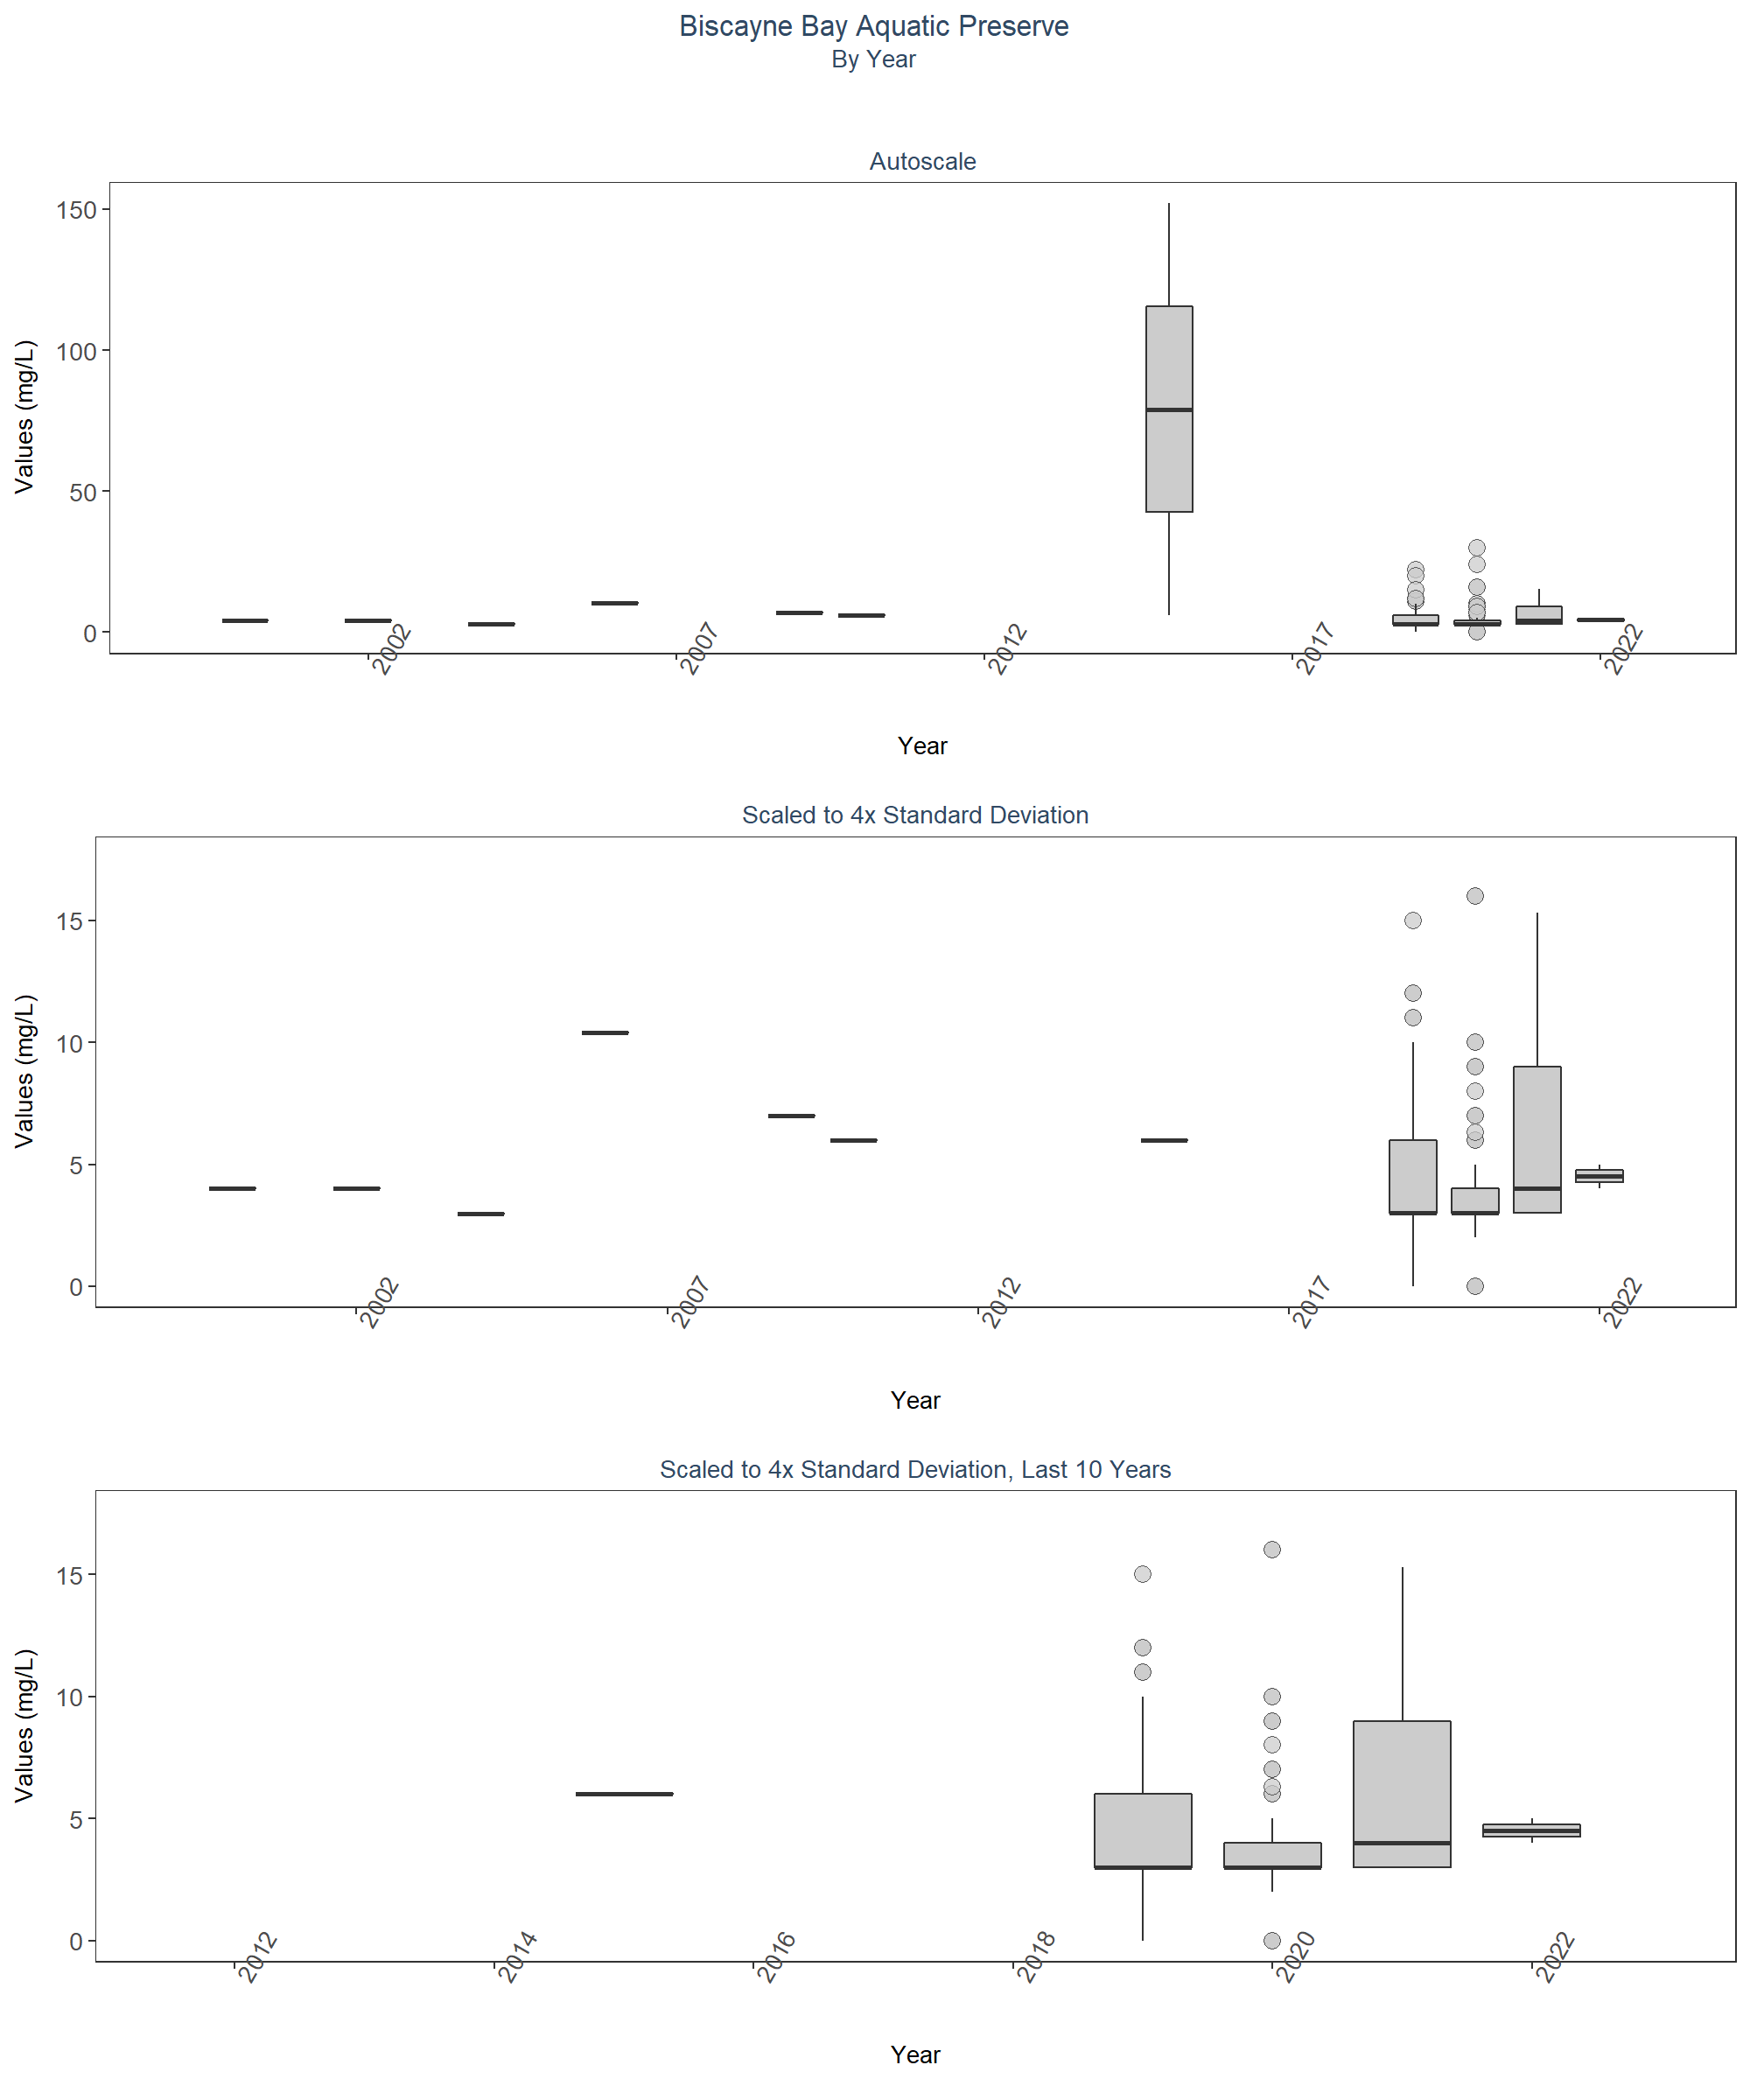 Biscayne Bay Aquatic Preserve
By Year
Autoscale
150
100
50
0
Values (mg/L)
2002
2007
2012
2017
2022
Year
Scaled to 4x Standard Deviation
15
10
5
0
Values (mg/L)
2002
2007
2012
2017
2022
Year
Scaled to 4x Standard Deviation, Last 10 Years
15
10
5
0
Values (mg/L)
2012
2014
2016
2018
2020
2022
Year